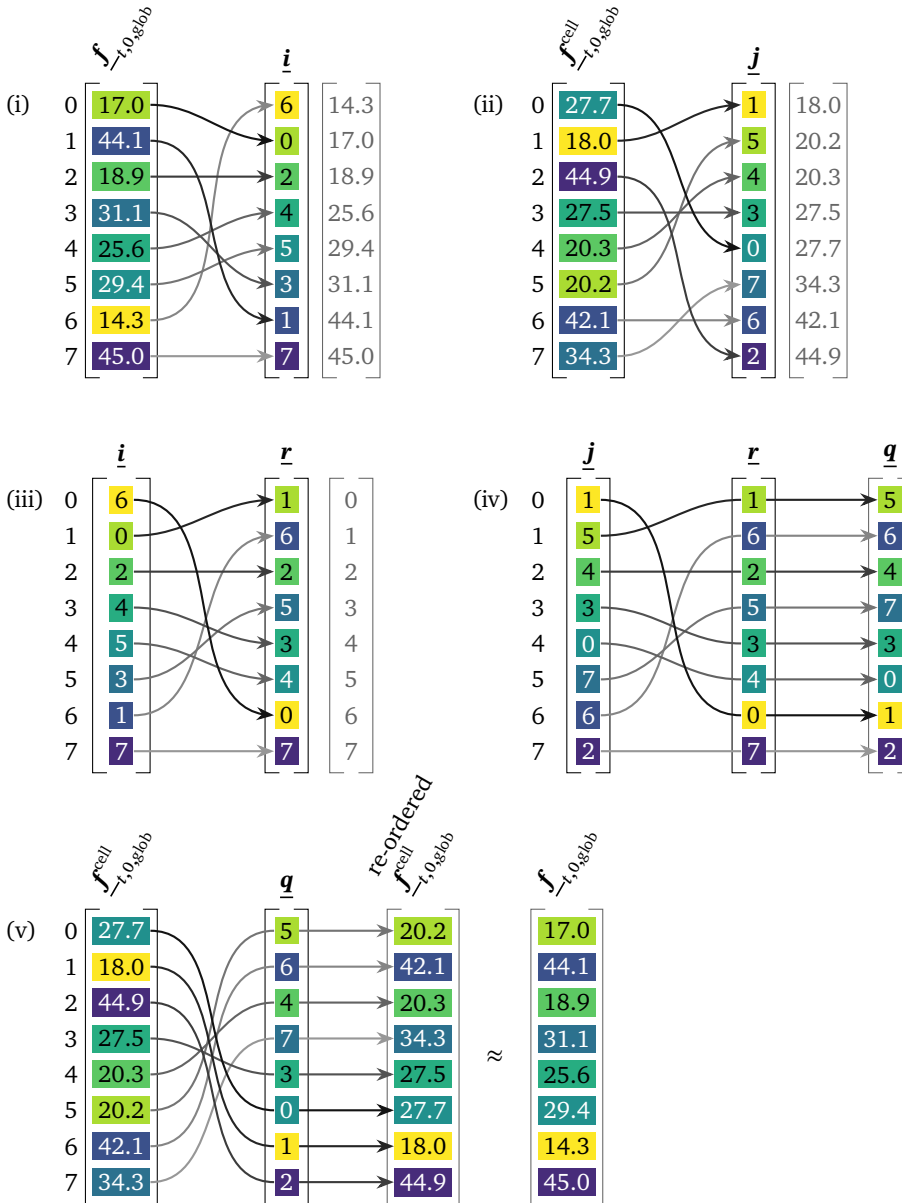 f_t,0,glob i
(i)
0 17.0 6 14.3
1 44.1 0 17.0
2 18.9 2 18.9
3 31.1 4 25.6
4 25.6 5 29.4
5 29.4 3 31.1
6 14.3 1 44.1
7 45.0 7 45.0
f^cell_t,0,glob j
(ii)
0 27.7 1 18.0
1 18.0 5 20.2
2 44.9 4 20.3
3 27.5 3 27.5
4 20.3 0 27.7
5 20.2 7 34.3
6 42.1 6 42.1
7 34.3 2 44.9
i r
(iii)
0 6 1 0
1 0 6 1
2 2 2 2
3 4 5 3
4 5 3 4
5 3 4 5
6 1 0 6
7 7 7 7
j r q
(iv)
0 1 1 5
1 5 6 6
2 4 2 4
3 3 5 7
4 0 3 3
5 7 4 0
6 6 0 1
7 2 7 2
f^cell_t,0,glob q re-ordered f^cell_t,0,glob f_t,0,glob
(v)
0 27.7 5 20.2 17.0
1 18.0 6 42.1 44.1
2 44.9 4 20.3 18.9
3 27.5 7 34.3 31.1
≈
4 20.3 3 27.5 25.6
5 20.2 0 27.7 29.4
6 42.1 1 18.0 14.3
7 34.3 2 44.9 45.0